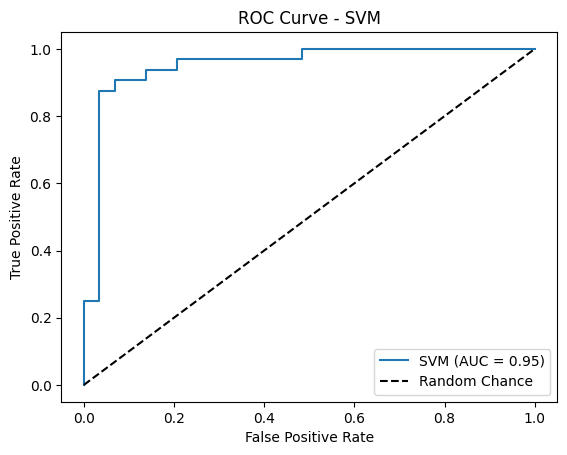 ROC Curve - SVM
True Positive Rate
1.0
0.8
0.6
0.4
0.2
0.0
SVM (AUC = 0.95)
Random Chance
0.0 0.2 0.4 0.6 0.8 1.0
False Positive Rate